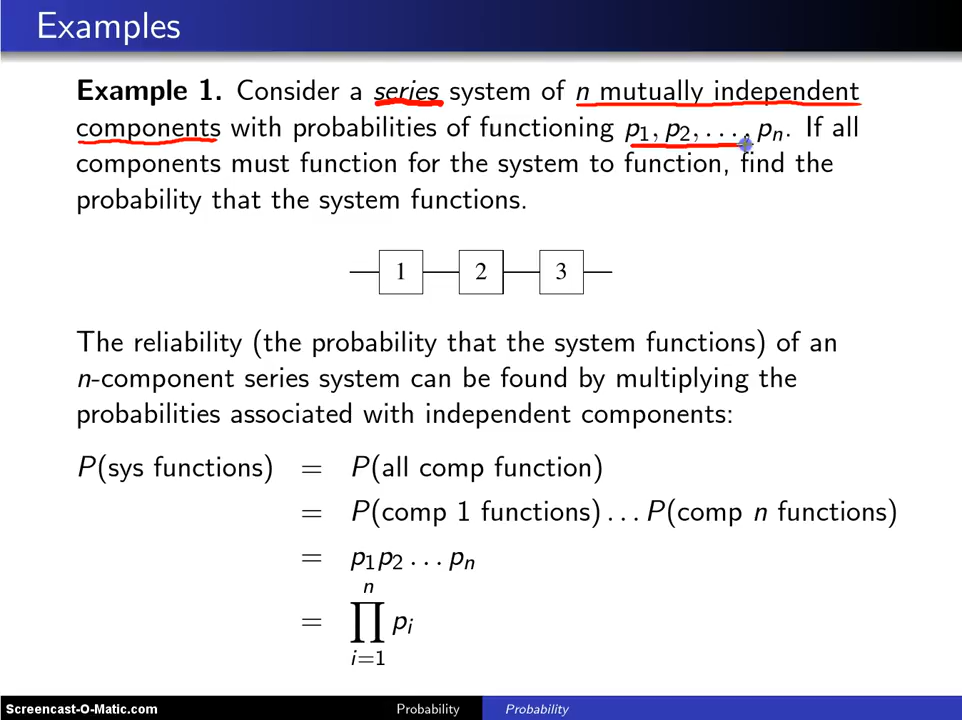 Examples
Example 1. Consider a series system of n mutually independent
components with probabilities of functioning p₁, p₂, . . . , pₙ. If all
components must function for the system to function, find the
probability that the system functions.
1 2 3
The reliability (the probability that the system functions) of an
n-component series system can be found by multiplying the
probabilities associated with independent components:
P(sys functions) = P(all comp function)
= P(comp 1 functions) . . . P(comp n functions)
= p₁p₂ . . . pₙ
n
= ∏ pᵢ
i=1
Screencast-O-Matic.com Probability Probability